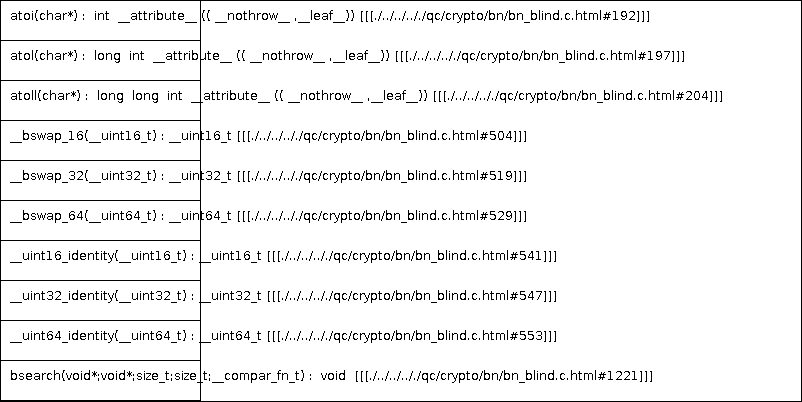 atoi(char*) : int __attribute__ (( __nothrow__ ,__leaf__)) [[[./../../../qc/crypto/bn/bn_blind.c.html#192]]]
atol(char*) : long int __attribute__ (( __nothrow__ ,__leaf__)) [[[./../../../qc/crypto/bn/bn_blind.c.html#197]]]
atoll(char*) : long long int __attribute__ (( __nothrow__ ,__leaf__)) [[[./../../../qc/crypto/bn/bn_blind.c.html#204]]]
__bswap_16(__uint16_t) : __uint16_t [[[./../../../qc/crypto/bn/bn_blind.c.html#504]]]
__bswap_32(__uint32_t) : __uint32_t [[[./../../../qc/crypto/bn/bn_blind.c.html#519]]]
__bswap_64(__uint64_t) : __uint64_t [[[./../../../qc/crypto/bn/bn_blind.c.html#529]]]
__uint16_identity(__uint16_t) : __uint16_t [[[./../../../qc/crypto/bn/bn_blind.c.html#541]]]
__uint32_identity(__uint32_t) : __uint32_t [[[./../../../qc/crypto/bn/bn_blind.c.html#547]]]
__uint64_identity(__uint64_t) : __uint64_t [[[./../../../qc/crypto/bn/bn_blind.c.html#553]]]
bsearch(void*;void*;size_t;size_t;__compar_fn_t) : void [[[./../../../qc/crypto/bn/bn_blind.c.html#1221]]]